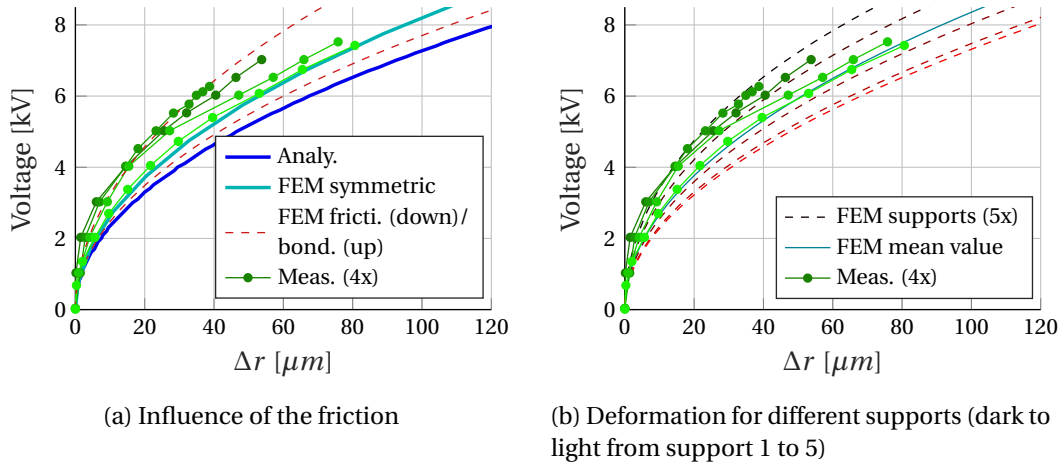 8
6
4
2
0
Voltage [kV]
0
20
40
60
80
100
120
Δr [μm]
Analy.
FEM symmetric
FEM fricti. (down)/
bond. (up)
Meas. (4x)
(a) Influence of the friction
8
6
4
2
0
Voltage [kV]
0
20
40
60
80
100
120
Δr [μm]
FEM supports (5x)
FEM mean value
Meas. (4x)
(b) Deformation for different supports (dark to
light from support 1 to 5)